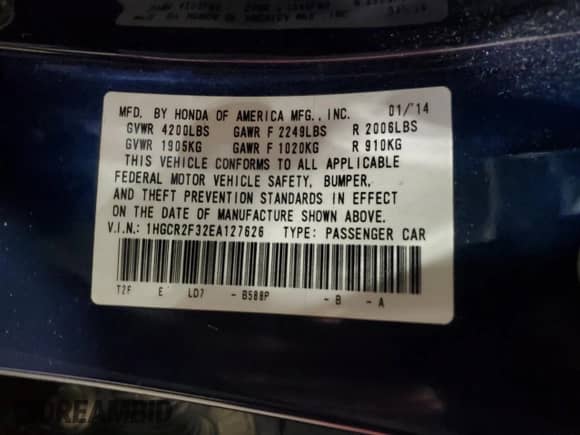 MFD. BY HONDA OF AMERICA MFG., INC. 01/'14
GVWR 4200LBS GAWR F 2249LBS R 2006LBS
GVWR 1905KG GAWR F 1020KG R 910KG
THIS VEHICLE CONFORMS TO ALL APPLICABLE
FEDERAL MOTOR VEHICLE SAFETY, BUMPER,
AND THEFT PREVENTION STANDARDS IN EFFECT
ON THE DATE OF MANUFACTURE SHOWN ABOVE.
V.I.N.: 1HGCR2F32EA127626 TYPE: PASSENGER CAR
T2F E LD7 - B588P - B - A
DREAMBID